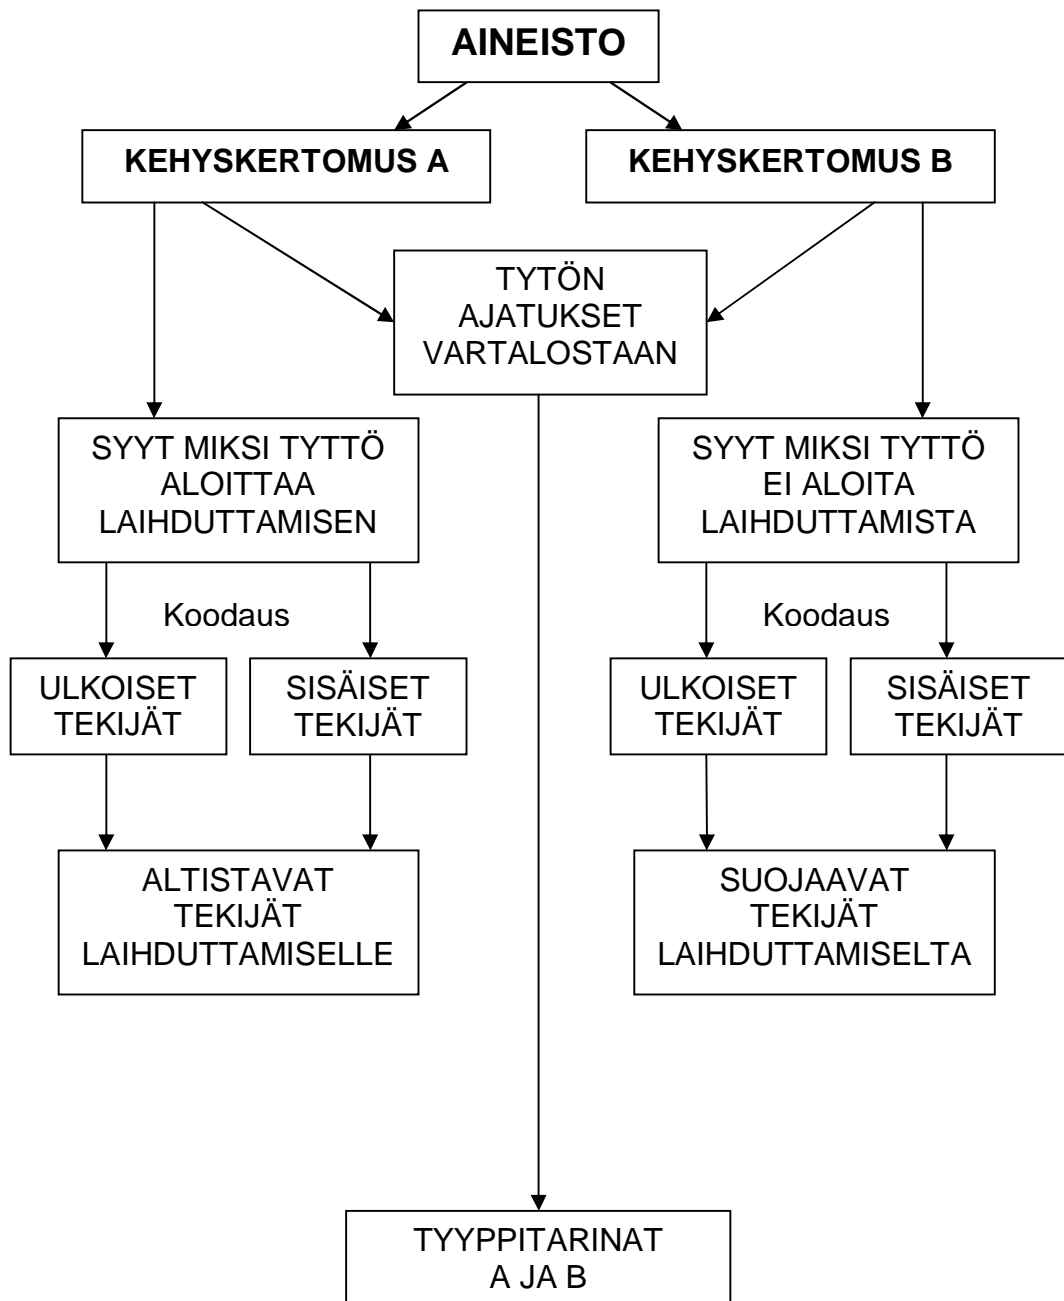 AINEISTO
KEHYSKERTOMUS A
KEHYSKERTOMUS B
TYTÖN
AJATUKSET
VARTALOSTAAN
SYYT MIKSI TYTTÖ
ALOITTAA
LAIHDUTTAMISEN
SYYT MIKSI TYTTÖ
EI ALOITA
LAIHDUTTAMISTA
Koodaus
Koodaus
ULKOISET
TEKIJÄT
SISÄISET
TEKIJÄT
ULKOISET
TEKIJÄT
SISÄISET
TEKIJÄT
ALTISTAVAT
TEKIJÄT
LAIHDUTTAMISELLE
SUOJAAVAT
TEKIJÄT
LAIHDUTTAMISELTA
TYYPPITARINAT
A JA B